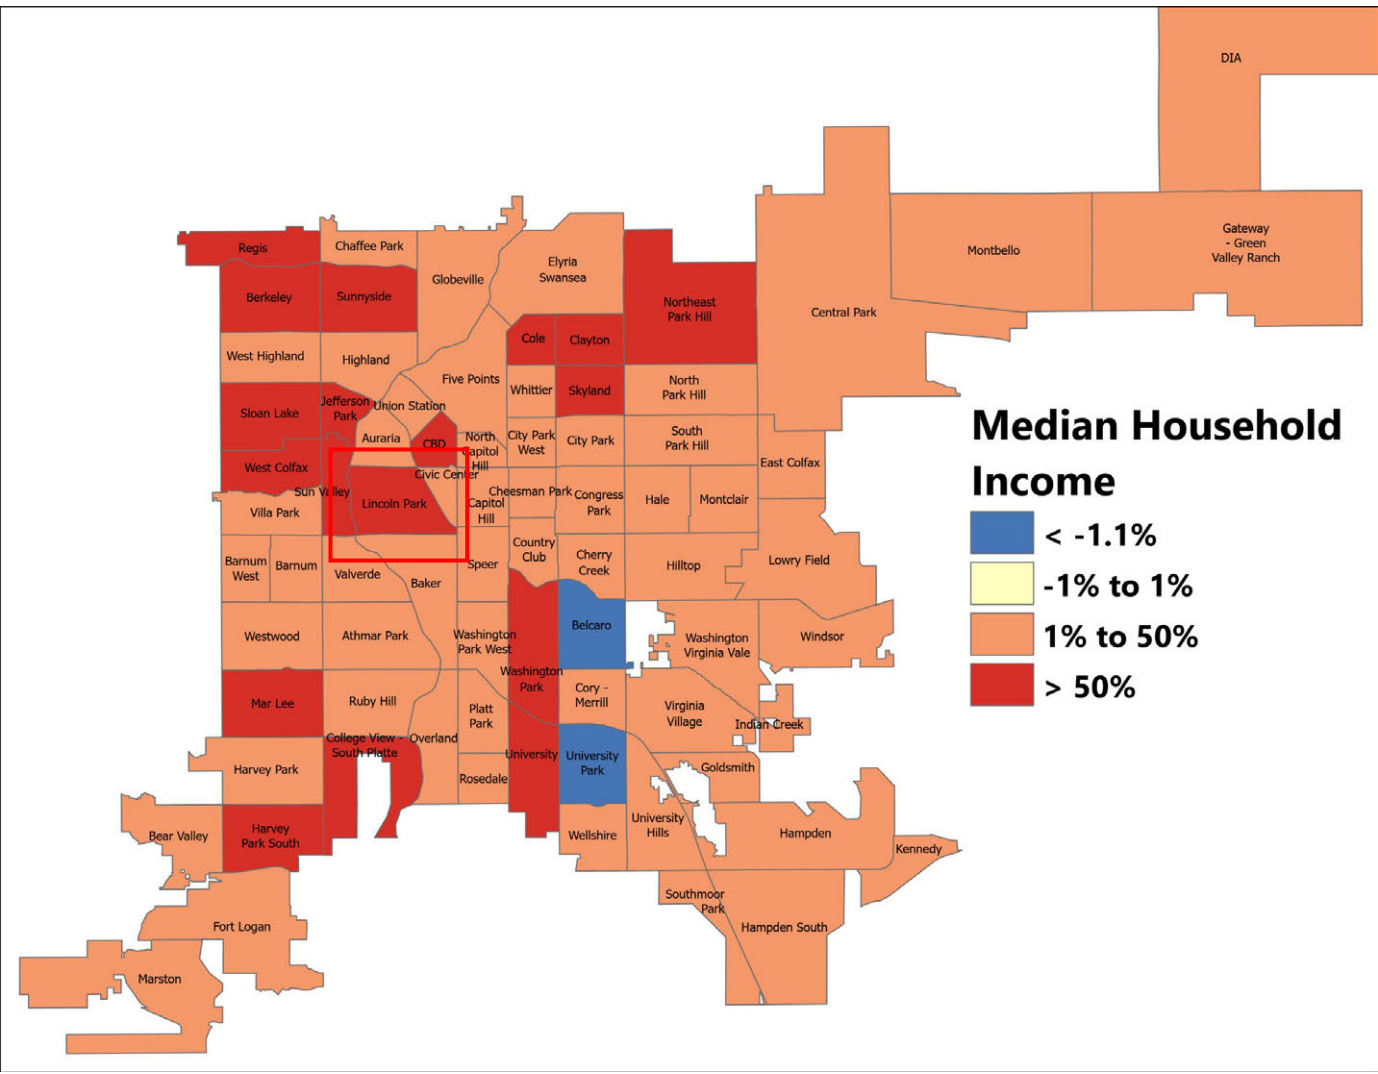 DIA
Gateway
- Green
Valley Ranch
Montbello
Regis
Chaffee Park
Globeville
Elyria
Swansea
Berkeley
Sunnyside
Northeast
Park Hill
Central Park
Cole
Clayton
West Highland
Highland
Five Points
Whittier
Skyland
North
Park Hill
Sloan Lake
Jefferson
Park
Union Station
Auraria
CBD
North
Capitol
Hill
City Park
West
City Park
South
Park Hill
East Colfax
West Colfax
Sun Valley
Lincoln Park
Civic Center
Capitol
Hill
Cheesman Park
Congress
Park
Hale
Montclair
Villa Park
Barnum
West
Barnum
Valverde
Baker
Speer
Country
Club
Cherry
Creek
Hilltop
Lowry Field
Westwood
Athmar Park
Washington
Park West
Belcaro
Washington
Virginia Vale
Windsor
Mar Lee
Ruby Hill
Platt
Park
Washington
Park
Cory -
Merrill
Virginia
Village
Indian Creek
College View -
South Platte
Overland
University
University
Park
Goldsmith
Harvey Park
Rosedale
Bear Valley
Harvey
Park South
Wellshire
University
Hills
Hampden
Kennedy
Southmoor
Park
Hampden South
Fort Logan
Marston
Median Household
Income
< -1.1%
-1% to 1%
1% to 50%
> 50%